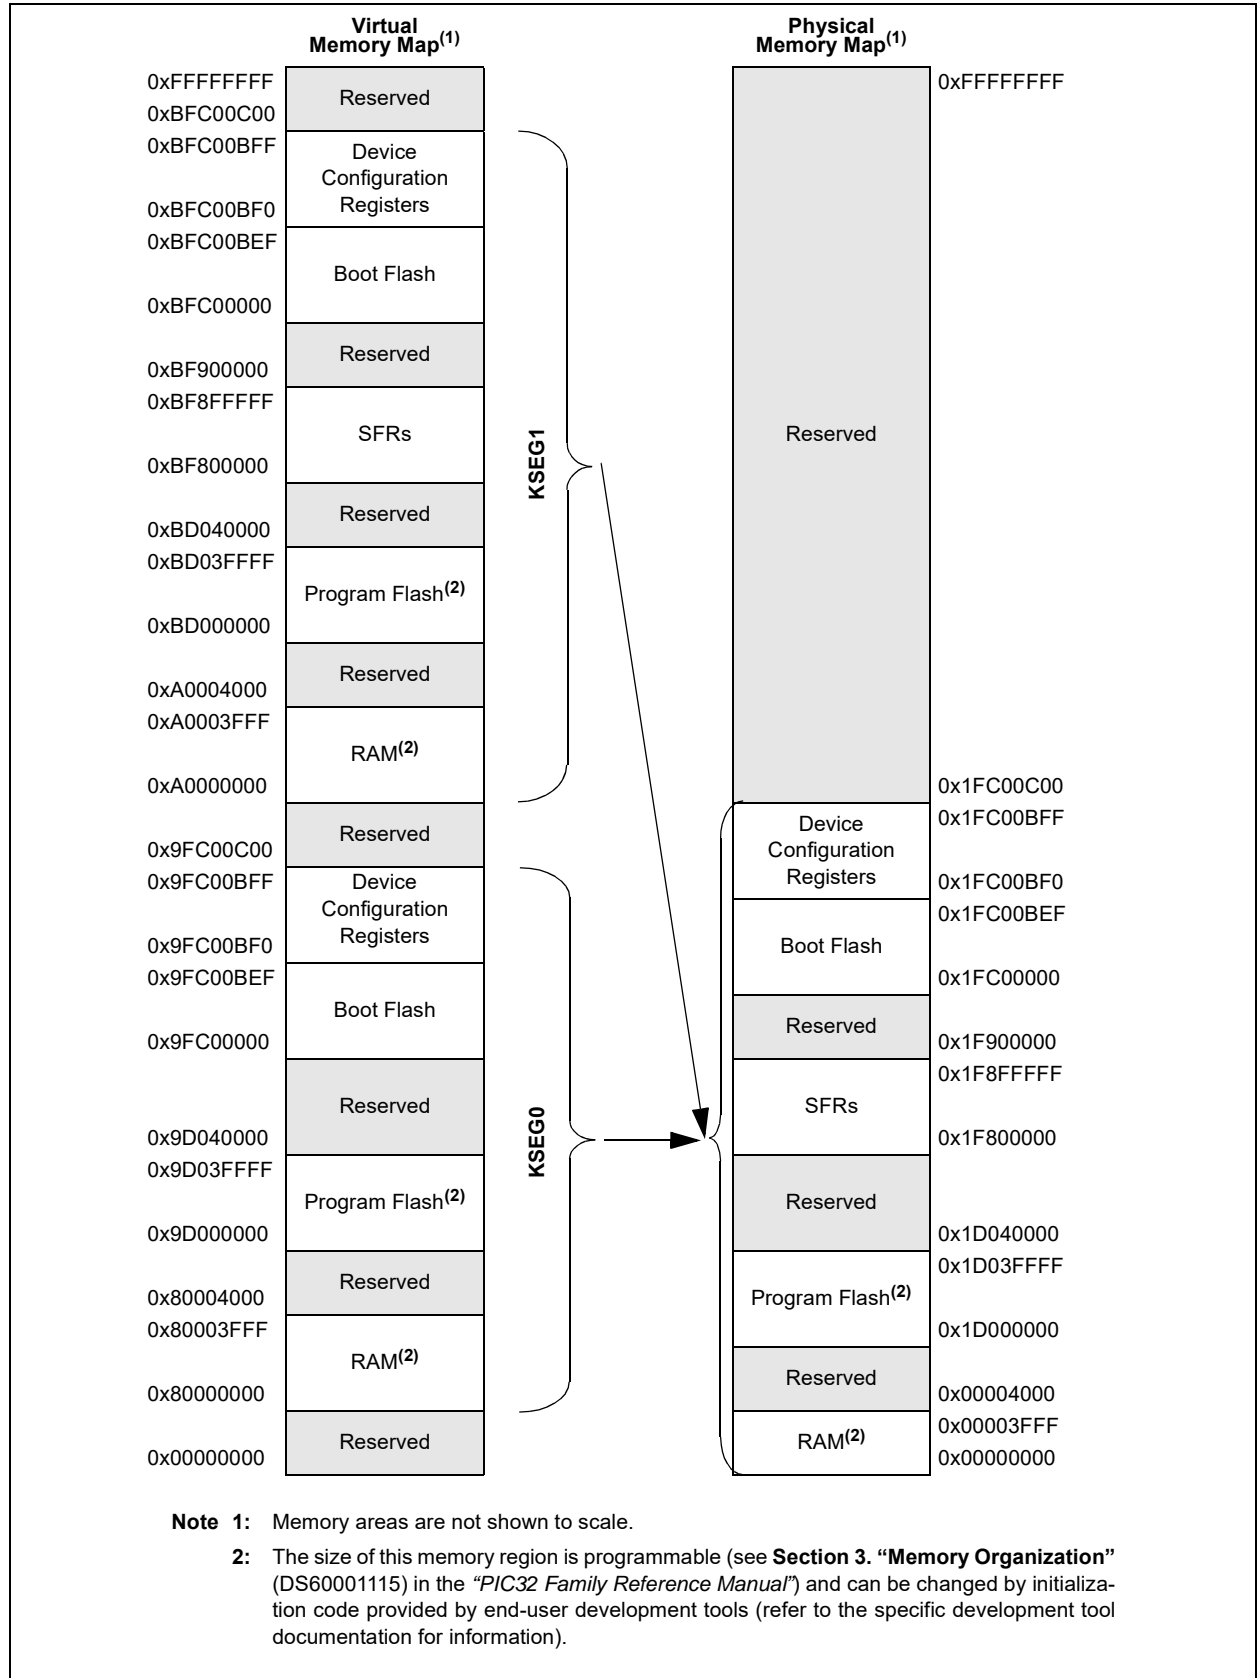 Virtual
Memory Map(1)
Physical
Memory Map(1)
0xFFFFFFFF
Reserved
0xBFC00C00
0xBFC00BFF
Device
Configuration
Registers
0xBFC00BF0
0xBFC00BEF
Boot Flash
0xBFC00000
Reserved
0xBF900000
0xBF8FFFFF
SFRs
0xBF800000
Reserved
0xBD040000
0xBD03FFFF
Program Flash(2)
0xBD000000
Reserved
0xA0004000
0xA0003FFF
RAM(2)
0xA0000000
Reserved
0x9FC00C00
0x9FC00BFF
Device
Configuration
Registers
0x9FC00BF0
0x9FC00BEF
Boot Flash
0x9FC00000
Reserved
0x9D040000
0x9D03FFFF
Program Flash(2)
0x9D000000
Reserved
0x80004000
0x80003FFF
RAM(2)
0x80000000
Reserved
0x00000000
KSEG1
KSEG0
0xFFFFFFFF
Reserved
0x1FC00C00
0x1FC00BFF
Device
Configuration
Registers
0x1FC00BF0
0x1FC00BEF
Boot Flash
0x1FC00000
Reserved
0x1F900000
0x1F8FFFFF
SFRs
0x1F800000
Reserved
0x1D040000
0x1D03FFFF
Program Flash(2)
0x1D000000
Reserved
0x00004000
0x00003FFF
RAM(2)
0x00000000
Note 1: Memory areas are not shown to scale.
2: The size of this memory region is programmable (see Section 3. “Memory Organization”
(DS60001115) in the “PIC32 Family Reference Manual”) and can be changed by initializa-
tion code provided by end-user development tools (refer to the specific development tool
documentation for information).